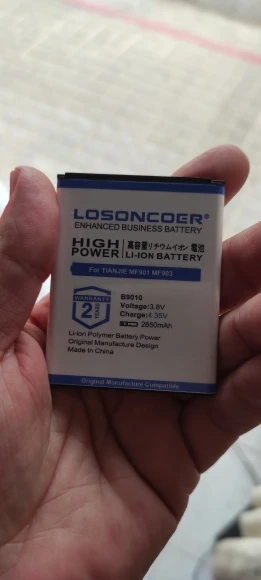 LOSONCOER®
ENHANCED BUSINESS BATTERY
HIGH POWER
高容量リチウムイオン電池
LI-ION BATTERY
For TIANJIE MF901 MF903
WARRANTY
2
YEARS
B9010
Voltage:3.8V
Charge:4.35V
2650mAh
Li-ion Polymer Battery Power
Original Manufacture Design
Made In China
Original Manufacture Compatible